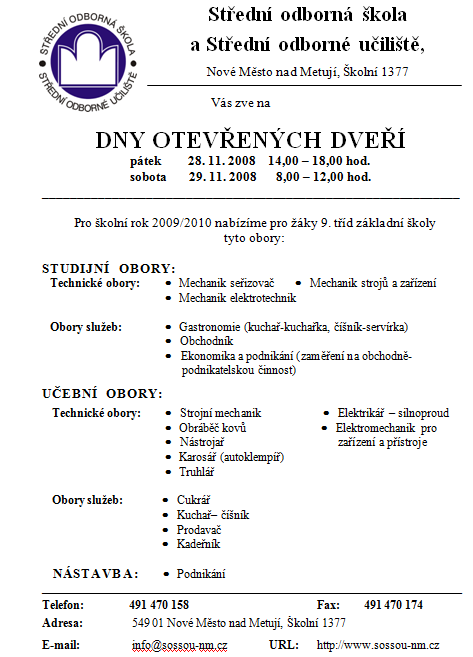 STŘEDNÍ ODBORNÁ ŠKOLA
STŘEDNÍ ODBORNÉ UČILIŠTĚ
Střední odborná škola
a Střední odborné učiliště,
Nové Město nad Metují, Školní 1377
Vás zve na
DNY OTEVŘENÝCH DVEŘÍ
pátek 28. 11. 2008 14,00 – 18,00 hod.
sobota 29. 11. 2008 8,00 – 12,00 hod.
Pro školní rok 2009/2010 nabízíme pro žáky 9. tříd základní školy
tyto obory:
STUDIJNÍ OBORY:
Technické obory: • Mechanik seřizovač • Mechanik strojů a zařízení
• Mechanik elektrotechnik
Obory služeb: • Gastronomie (kuchař-kuchařka, číšník-servírka)
• Obchodník
• Ekonomika a podnikání (zaměření na obchodně-
podnikatelskou činnost)
UČEBNÍ OBORY:
Technické obory: • Strojní mechanik • Elektrikář – silnoproud
• Obráběč kovů • Elektromechanik pro
• Nástrojař zařízení a přístroje
• Karosář (autoklempíř)
• Truhlář
Obory služeb: • Cukrář
• Kuchař– číšník
• Prodavač
• Kadeřník
NÁSTAVBA: • Podnikání
Telefon: 491 470 158 Fax: 491 470 174
Adresa: 549 01 Nové Město nad Metují, Školní 1377
E-mail: info@sossou-nm.cz URL: http://www.sossou-nm.cz